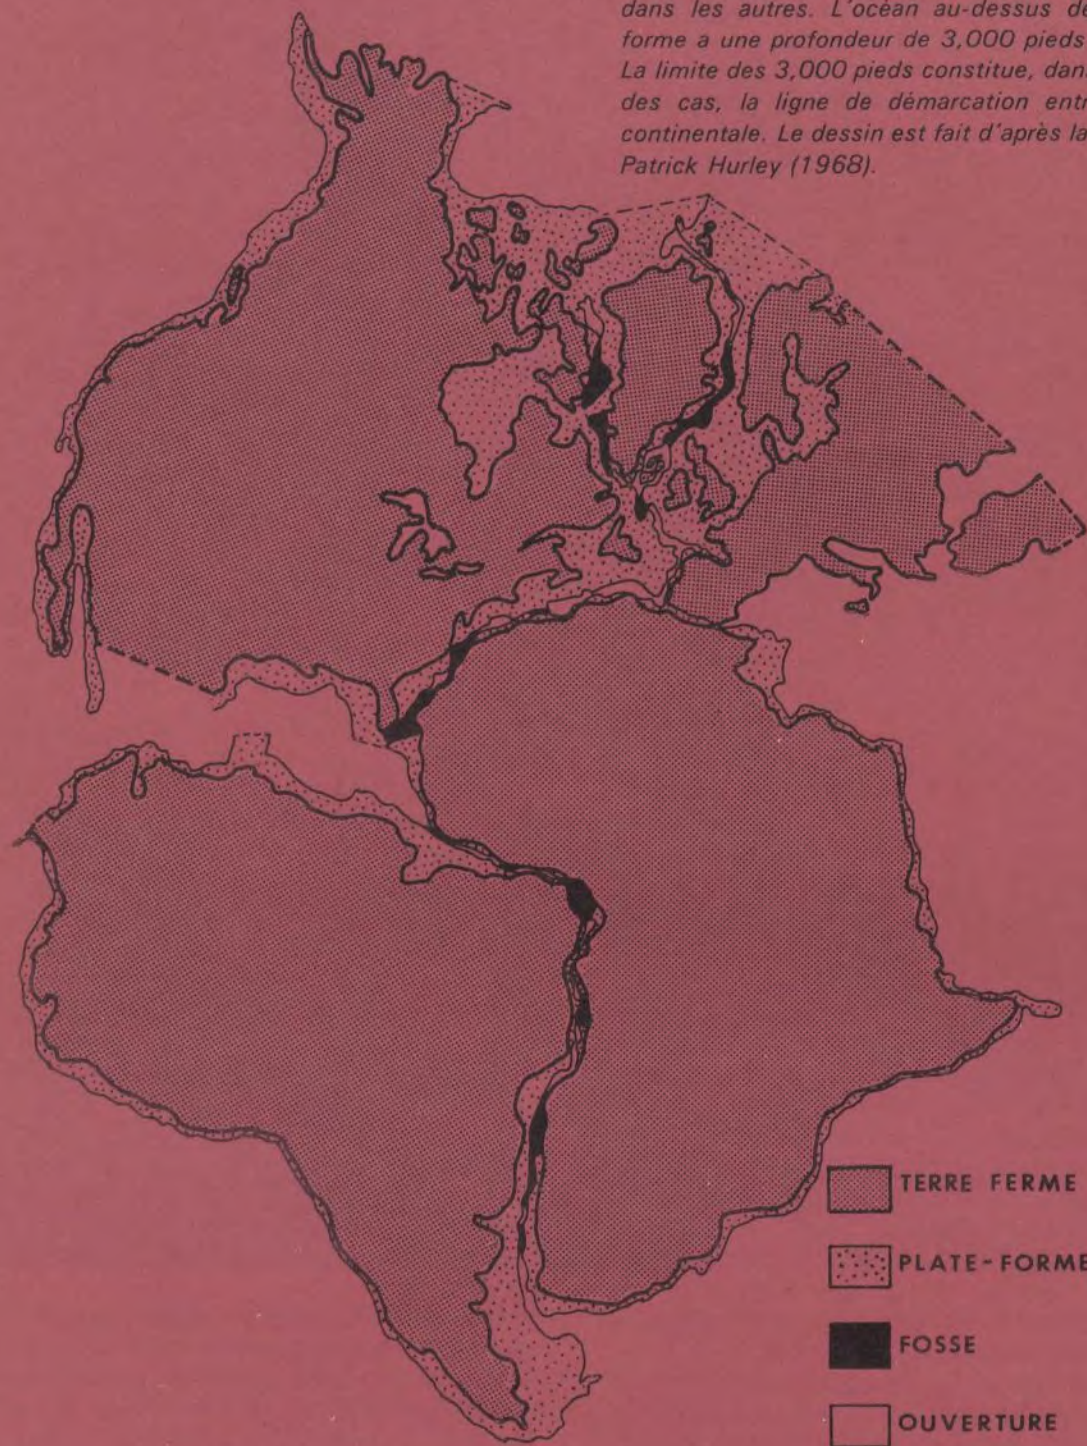 dans les autres. L'océan au-dessus de
forme a une profondeur de 3,000 pieds
La limite des 3,000 pieds constitue, dan
des cas, la ligne de démarcation entr
continentale. Le dessin est fait d'après la
Patrick Hurley (1968).
TERRE FERME
PLATE-FORME
FOSSE
OUVERTURE